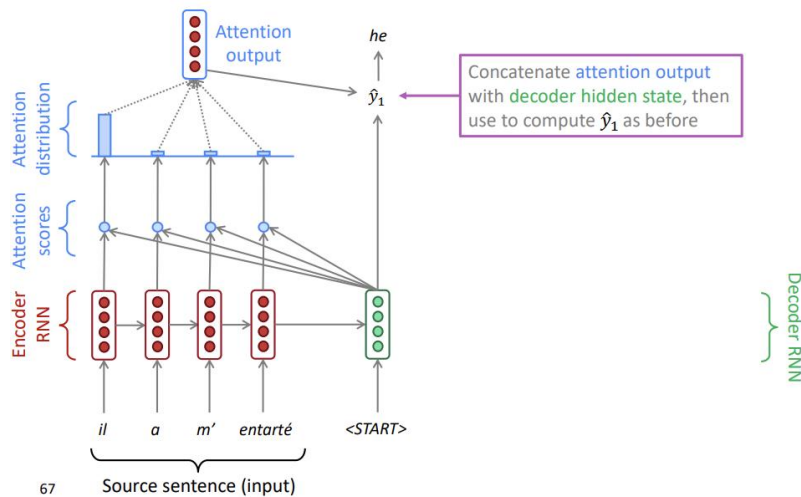 Attention
output
he
ŷ₁
Concatenate attention output
with decoder hidden state, then
use to compute ŷ₁ as before
Attention
distribution
Attention
scores
Encoder
RNN
Decoder RNN
il
a
m’
entarté
<START>
Source sentence (input)
67